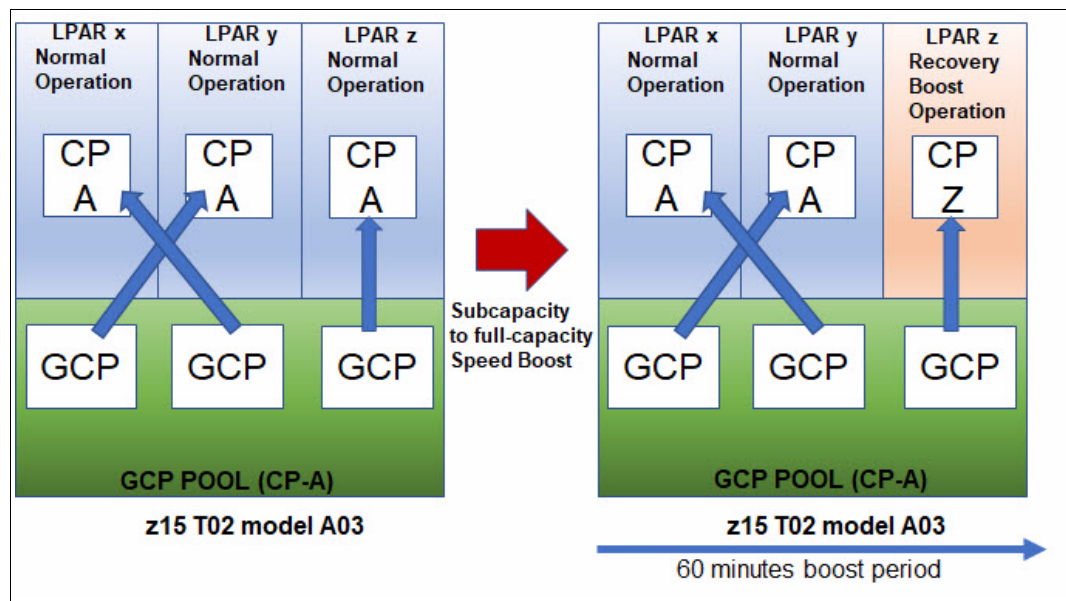 LPAR x
Normal
Operation
LPAR y
Normal
Operation
LPAR z
Normal
Operation
CP
A
CP
A
CP
A
GCP
GCP
GCP
GCP POOL (CP-A)
z15 T02 model A03
Subcapacity
to full-capacity
Speed Boost
LPAR x
Normal
Operation
LPAR y
Normal
Operation
LPAR z
Recovery
Boost
Operation
CP
A
CP
A
CP
Z
GCP
GCP
GCP
GCP POOL (CP-A)
z15 T02 model A03
60 minutes boost period